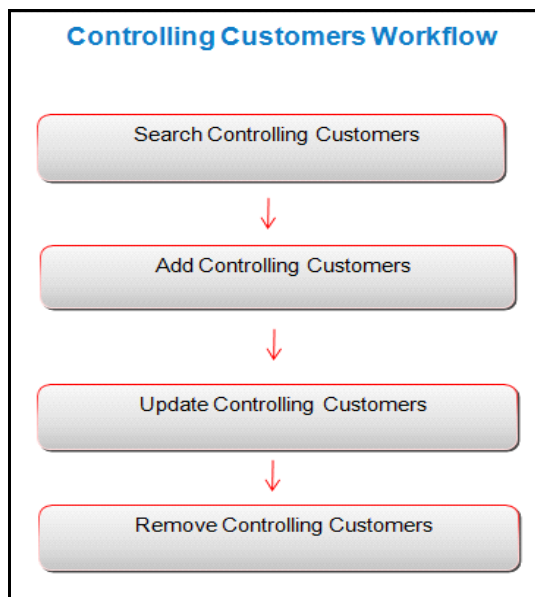 Controlling Customers Workflow
Search Controlling Customers
Add Controlling Customers
Update Controlling Customers
Remove Controlling Customers